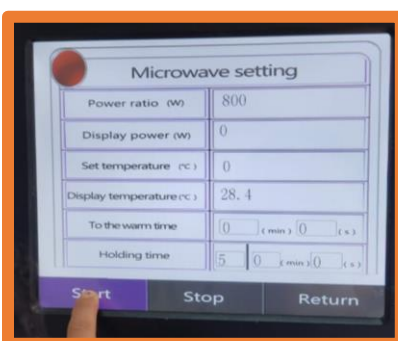 Microwave setting
Power ratio (W) 800
Display power (W) 0
Set temperature (℃) 0
Display temperature (℃) 28.4
To the warm time 0 (min) 0 (s)
Holding time 5 0 (min) 0 (s)
Start Stop Return